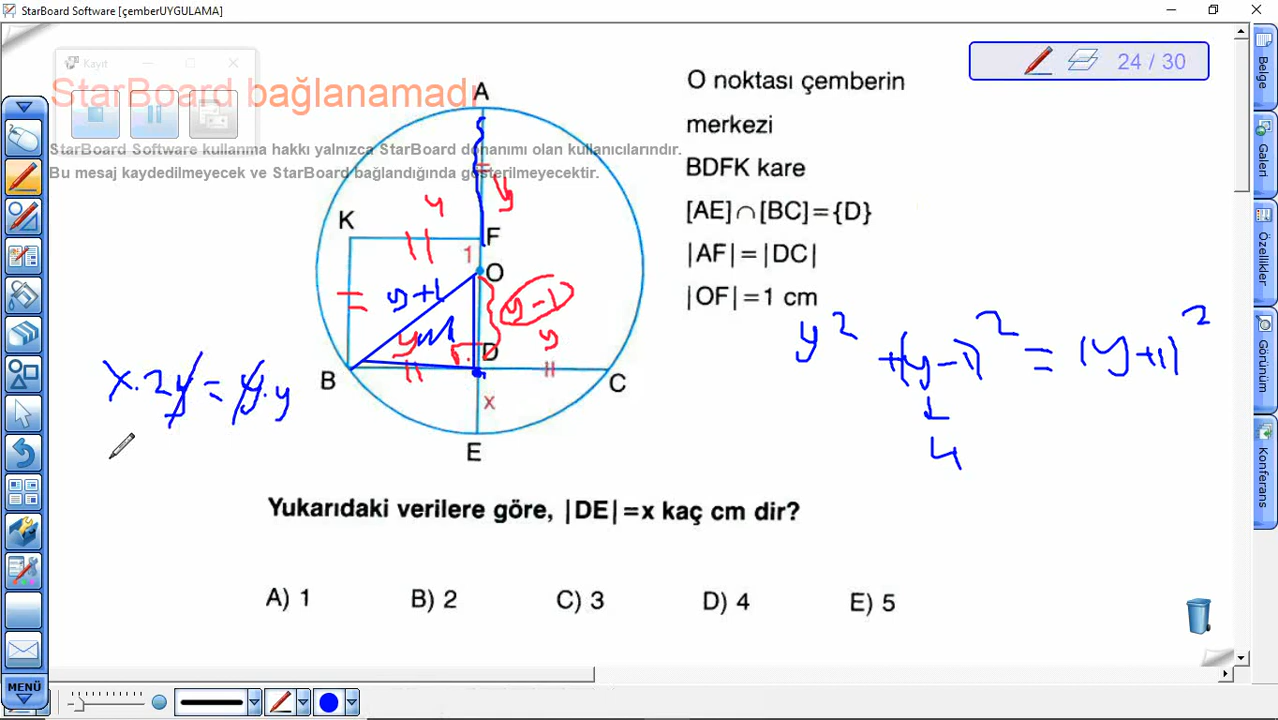 StarBoard Software [çemberUYGULAMA]
Kayıt
StarBoard bağlanamadı
StarBoard Software kullanma hakkı yalnızca StarBoard donanımı olan kullanıcılarındır.
Bu mesaj kaydedilmeyecek ve StarBoard bağlandığında gösterilmeyecektir.
24 / 30
O noktası çemberin
merkezi
BDFK kare
[AE]∩[BC]={D}
|AF|=|DC|
|OF|=1 cm
A
y
y
K
F
1
O
y+1
y-1
y
y
D
B
C
x
E
x.2y=y.y
y²+(y-1)²=(y+1)²
4
Yukarıdaki verilere göre, |DE|=x kaç cm dir?
A) 1
B) 2
C) 3
D) 4
E) 5
MENÜ
Belge
Galeri
Özellikler
Görünüm
Konferans